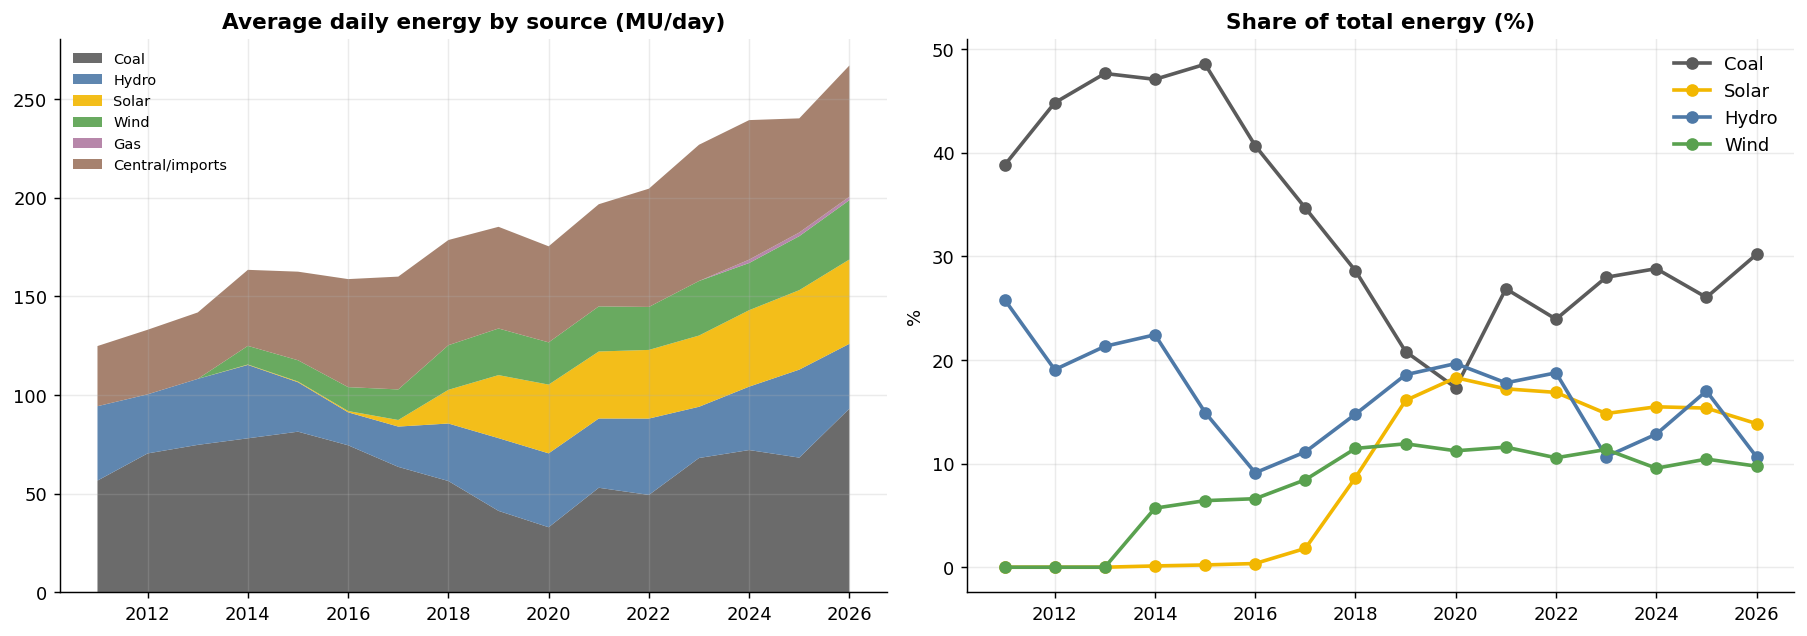 Average daily energy by source (MU/day)
Coal
Hydro
Solar
Wind
Gas
Central/imports
250
200
150
100
50
0
2012 2014 2016 2018 2020 2022 2024 2026
Share of total energy (%)
Coal
Solar
Hydro
Wind
%
50
40
30
20
10
0
2012 2014 2016 2018 2020 2022 2024 2026